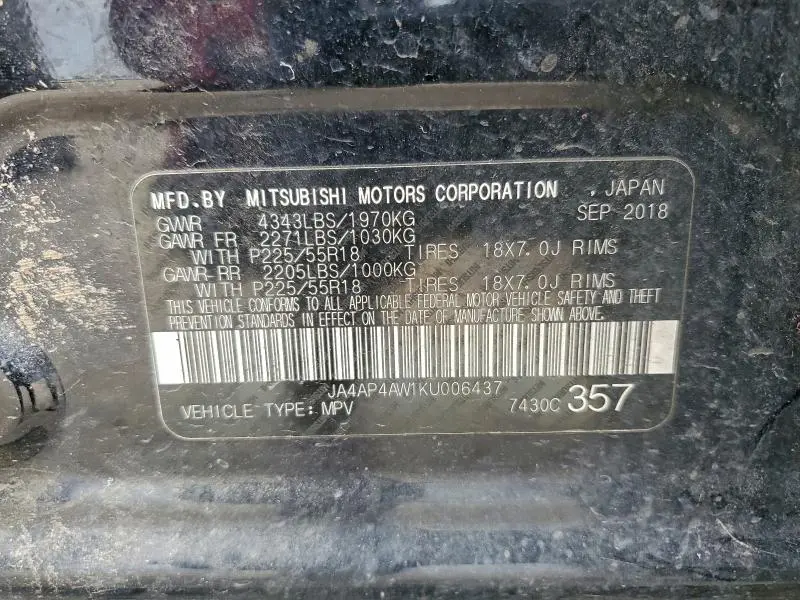 MFD.BY MITSUBISHI MOTORS CORPORATION , JAPAN
GVWR 4343LBS/1970KG SEP 2018
GAWR FR 2271LBS/1030KG
WITH P225/55R18 TIRES 18X7.0J RIMS
GAWR RR 2205LBS/1000KG
WITH P225/55R18 TIRES 18X7.0J RIMS
THIS VEHICLE CONFORMS TO ALL APPLICABLE FEDERAL MOTOR VEHICLE SAFETY AND THEFT
PREVENTION STANDARDS IN EFFECT ON THE DATE OF MANUFACTURE SHOWN ABOVE.
JA4AP4AW1KU006437
VEHICLE TYPE: MPV 7430C 357